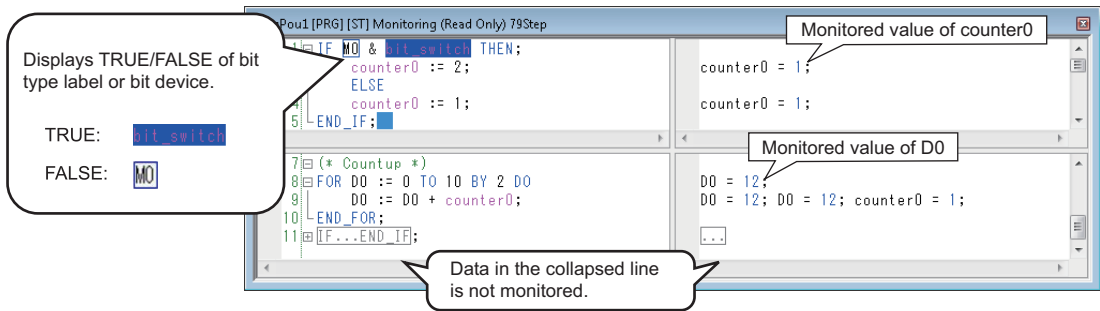 Pou1 [PRG] [ST] Monitoring (Read Only) 79Step
Monitored value of counter0
Displays TRUE/FALSE of bit
type label or bit device.
TRUE: bit_switch
FALSE: M0
1 IF M0 & bit_switch THEN;
counter0 := 2;
counter0 = 1;
ELSE
4 counter0 := 1;
counter0 = 1;
5 END_IF;
Monitored value of D0
7 (* Countup *)
8 FOR D0 := 0 TO 10 BY 2 DO
D0 = 12;
9 D0 := D0 + counter0;
D0 = 12; D0 = 12; counter0 = 1;
10 END_FOR;
11 IF...END_IF;
...
Data in the collapsed line
is not monitored.